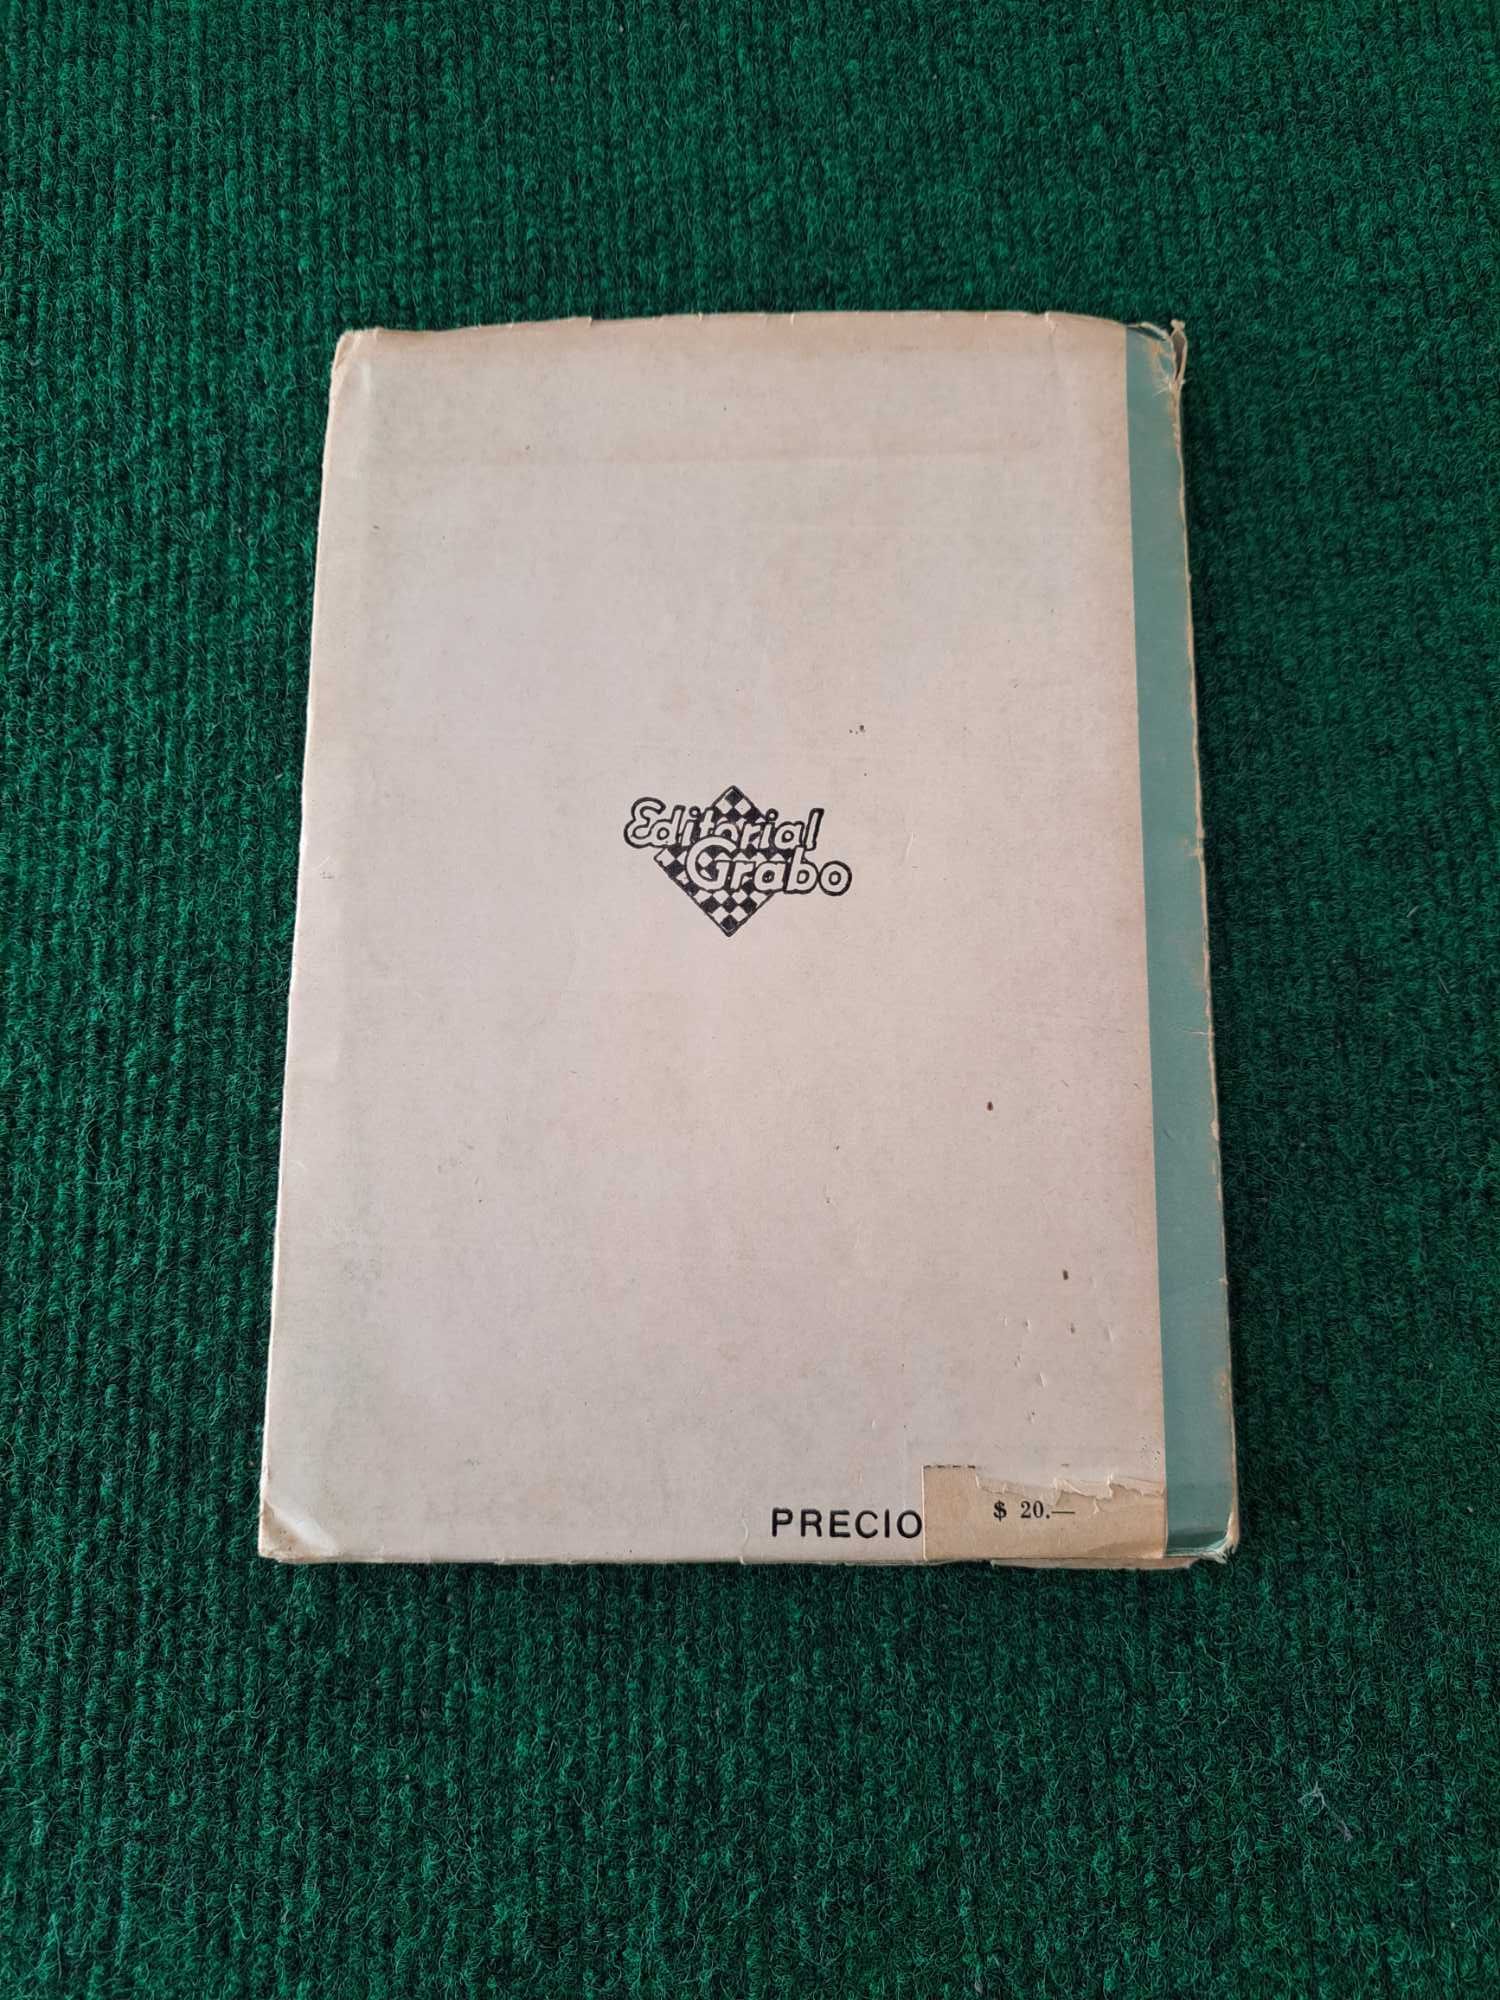 Editorial
Grabo
PRECIO $ 20.—